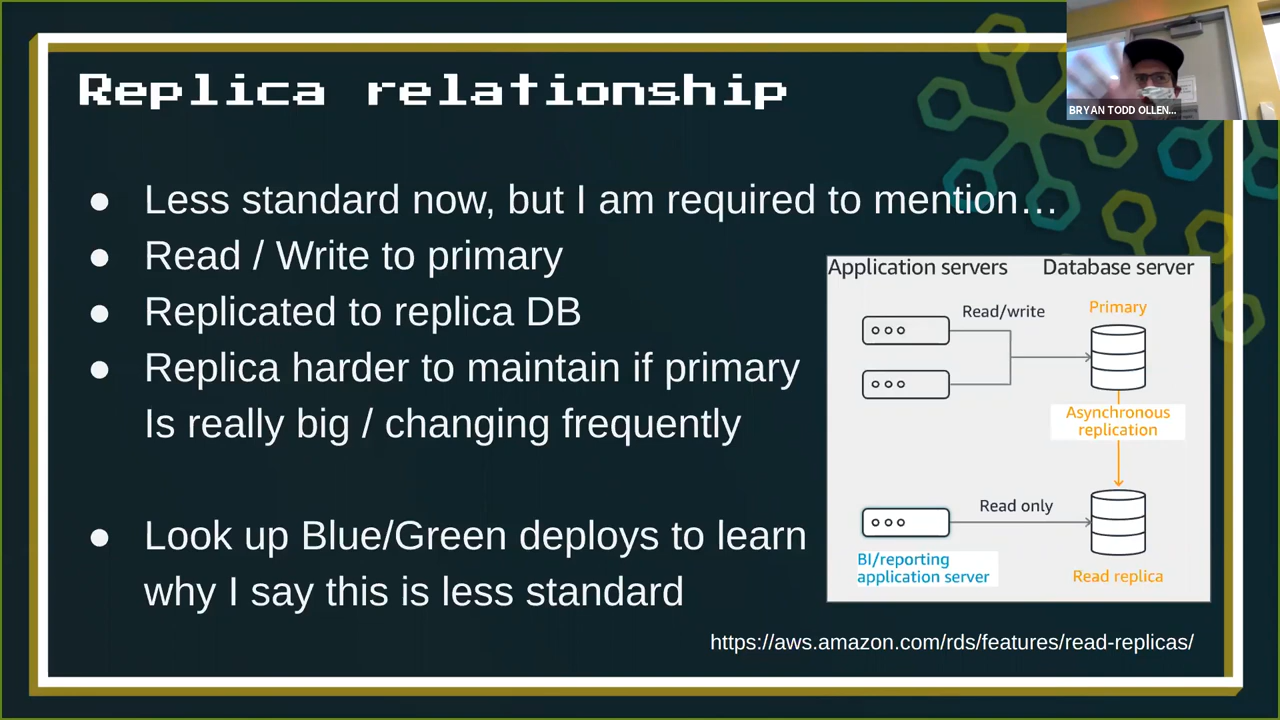 Replica relationship
BRYAN TODD OLLEN...
● Less standard now, but I am required to mention…
● Read / Write to primary
● Replicated to replica DB
● Replica harder to maintain if primary
Is really big / changing frequently
● Look up Blue/Green deploys to learn
why I say this is less standard
Application servers
Database server
Read/write
Primary
Asynchronous
replication
Read only
BI/reporting
application server
Read replica
https://aws.amazon.com/rds/features/read-replicas/